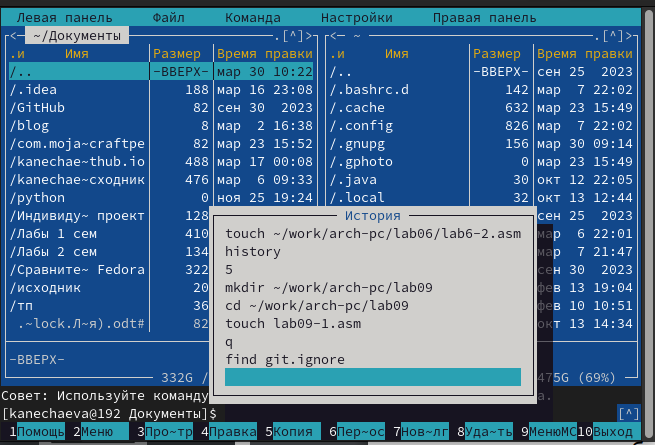 Левая панель Файл Команда Настройки Правая панель
<─ ~/Документы .[^]> <─ ~ .[^]>
.и Имя Размер Время правки .и Имя Размер Время правки
/.. -ВВЕРХ- мар 30 10:22 /.. -ВВЕРХ- сен 25 2023
/.idea 188 мар 16 23:08 /.bashrc.d 142 мар 7 22:02
/GitHub 82 сен 30 2023 /.cache 632 мар 23 15:49
/blog 8 мар 2 16:38 /.config 826 мар 7 22:02
/com.moja~craftpe 82 мар 23 15:52 /.gnupg 156 мар 30 09:14
/kanechae~thub.io 488 мар 17 00:08 /.gphoto 0 мар 23 15:49
/kanechae~сходник 476 мар 6 09:33 /.java 30 окт 12 22:05
/python 0 ноя 25 19:24 /.local 32 окт 13 12:44
/Индивиду~ проект 128 История сен 25 2023
/Лабы 1 сем 410 touch ~/work/arch-pc/lab06/lab6-2.asm мар 6 22:01
/Лабы 2 сем 134 history мар 7 21:47
/Сравните~ Fedora 322 5 сен 30 2023
/исходник 20 mkdir ~/work/arch-pc/lab09 фев 13 19:04
/тп 36 cd ~/work/arch-pc/lab09 фев 10 10:51
.~lock.Л~я).odt# 82 touch lab09-1.asm окт 13 14:34
q
-ВВЕРХ- find git.ignore
332G / 475G (69%)
Совет: Используйте команду
[kanechaeva@192 Документы]$ [^]
1Помощь 2Меню 3Про~тр 4Правка 5Копия 6Пер~ос 7Нов~лг 8Уда~ть 9МенюMC 10Выход